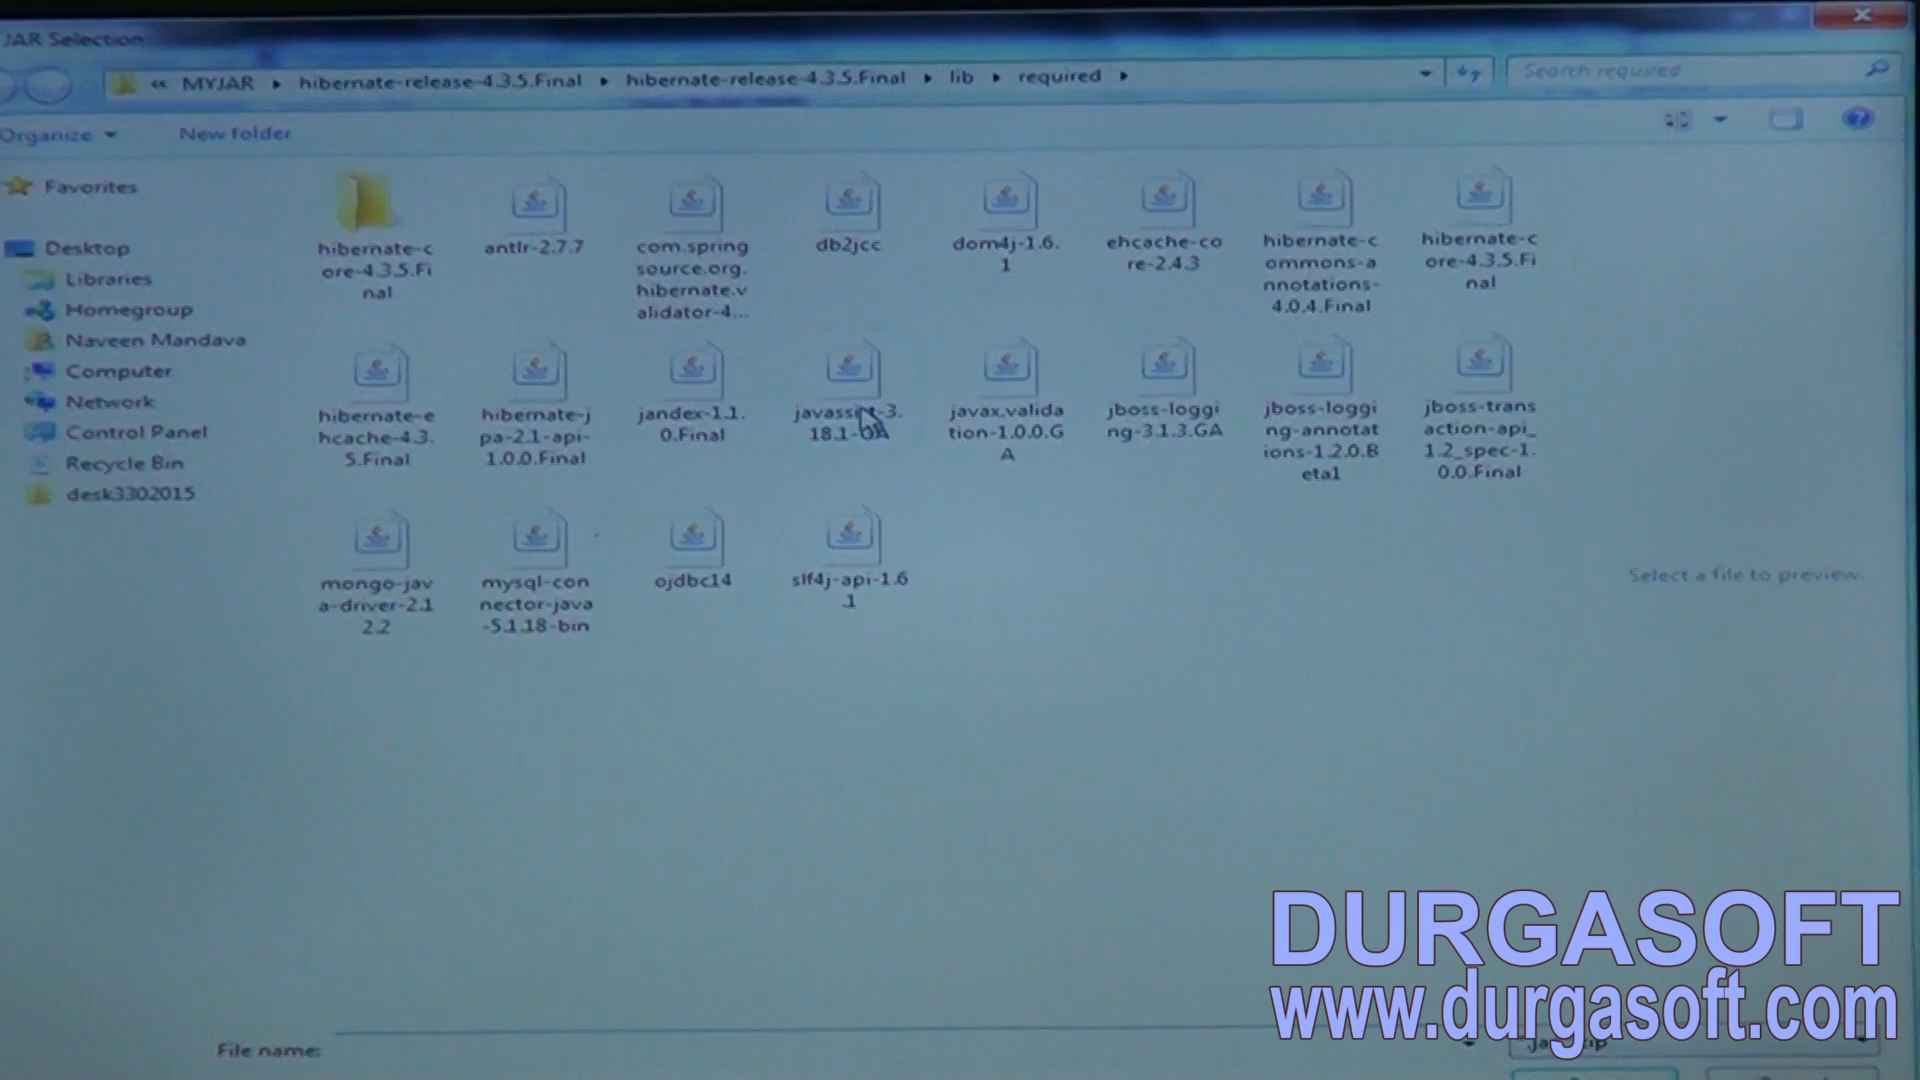 JAR Selection
« MYJAR hibernate-release-4.3.5.Final hibernate-release-4.3.5.Final lib required
Search required
Organize
New folder
Favorites
Desktop
Libraries
Homegroup
Naveen Mandava
Computer
Network
Control Panel
Recycle Bin
desk3302015
hibernate-c
ore-4.3.5.Fi
nal
antlr-2.7.7
com.spring
source.org.
hibernate.v
alidator-4...
db2jcc
dom4j-1.6.
1
ehcache-co
re-2.4.3
hibernate-c
ommons-a
nnotations-
4.0.4.Final
hibernate-c
ore-4.3.5.Fi
nal
hibernate-e
hcache-4.3.
5.Final
hibernate-j
pa-2.1-api-
1.0.0.Final
jandex-1.1.
0.Final
javassist-3.
18.1-GA
javax.valida
tion-1.0.0.G
A
jboss-loggi
ng-3.1.3.GA
jboss-loggi
ng-annotat
ions-1.2.0.B
eta1
jboss-trans
action-api_
1.2_spec-1.
0.0.Final
mongo-jav
a-driver-2.1
2.2
mysql-con
nector-java
-5.1.18-bin
ojdbc14
slf4j-api-1.6
.1
Select a file to preview.
File name:
DURGASOFT
www.durgasoft.com